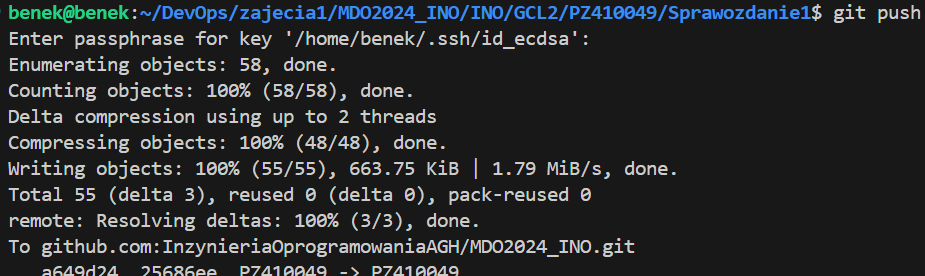 benek@benek:~/DevOps/zajecia1/MDO2024_INO/INO/GCL2/PZ410049/Sprawozdanie1$ git push
Enter passphrase for key '/home/benek/.ssh/id_ecdsa':
Enumerating objects: 58, done.
Counting objects: 100% (58/58), done.
Delta compression using up to 2 threads
Compressing objects: 100% (48/48), done.
Writing objects: 100% (55/55), 663.75 KiB | 1.79 MiB/s, done.
Total 55 (delta 3), reused 0 (delta 0), pack-reused 0
remote: Resolving deltas: 100% (3/3), done.
To github.com:InzynieriaOprogramowaniaAGH/MDO2024_INO.git
a649d24..25686ee  PZ410049 -> PZ410049